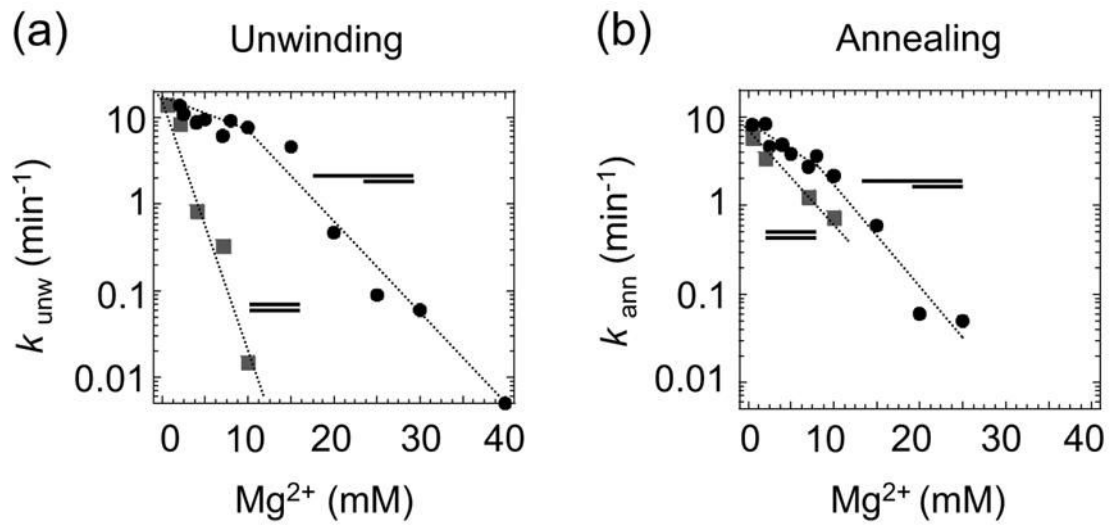 (a) Unwinding
10
1
0.1
0.01
k unw (min⁻¹)
0 10 20 30 40
Mg²⁺ (mM)
(b) Annealing
10
1
0.1
0.01
k ann (min⁻¹)
0 10 20 30 40
Mg²⁺ (mM)